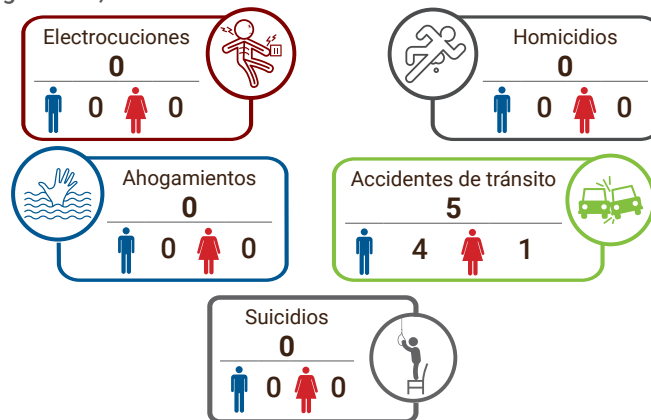 Electrocuciones
0
0 0
Homicidios
0
0 0
Ahogamientos
0
0 0
Accidentes de tránsito
5
4 1
Suicidios
0
0 0